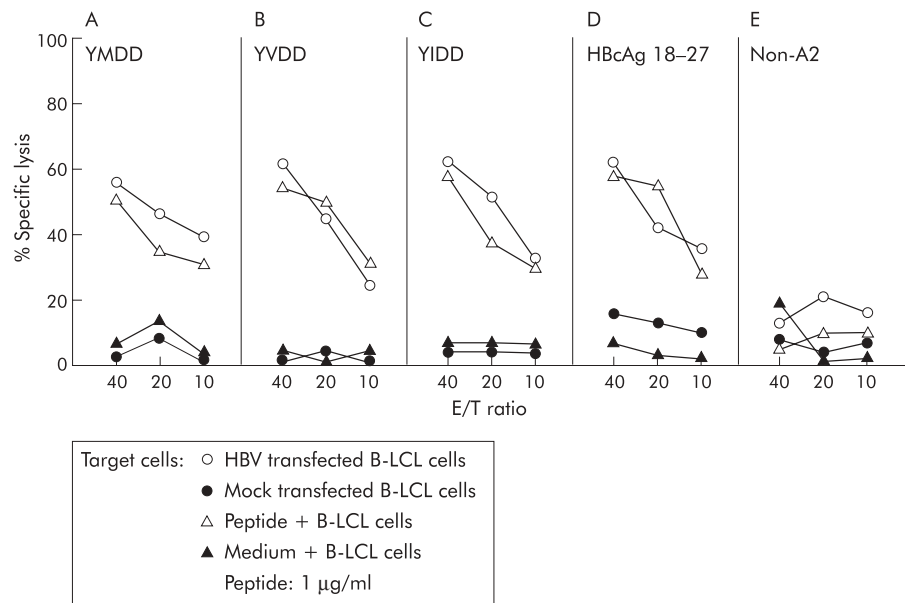 A B C D E
100 YMDD YVDD YIDD HBcAg 18–27 Non-A2
80
60
40
20
0
% Specific lysis
40 20 10 40 20 10 40 20 10 40 20 10 40 20 10
E/T ratio
Target cells: HBV transfected B-LCL cells
Mock transfected B-LCL cells
Peptide + B-LCL cells
Medium + B-LCL cells
Peptide: 1 μg/ml